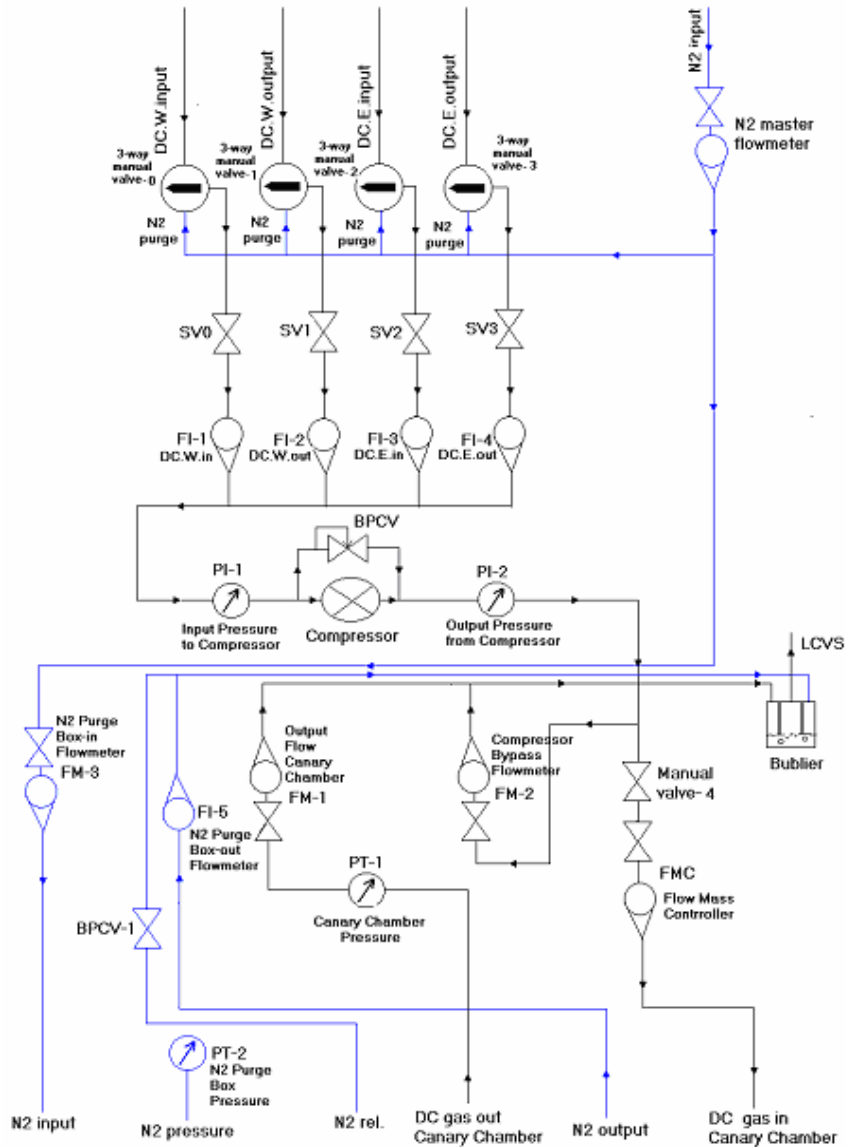 DC.W.input
DC.W.output
DC.E.input
DC.E.output
N2 input
3-way
manual
valve-0
3-way
manual
valve-1
3-way
manual
valve-2
3-way
manual
valve-3
N2 master
flowmeter
N2
purge
N2
purge
N2
purge
N2
purge
SV0
SV1
SV2
SV3
FI-1
DC.W.in
FI-2
DC.W.out
FI-3
DC.E.in
FI-4
DC.E.out
BPCV
PI-1
PI-2
Input Pressure
to Compressor
Compressor
Output Pressure
from Compressor
LCVS
N2 Purge
Box-in
Flowmeter
FM-3
Output
Flow
Canary
Chamber
FM-1
Compressor
Bypass
Flowmeter
FM-2
Bublier
Manual
valve-4
FI-5
N2 Purge
Box-out
Flowmeter
PT-1
Canary Chamber
Pressure
FMC
Flow Mass
Contrroller
BPCV-1
PT-2
N2 Purge
Box
Pressure
N2 input
N2 pressure
N2 rel.
DC gas out
Canary Chamber
N2 output
DC gas in
Canary Chamber